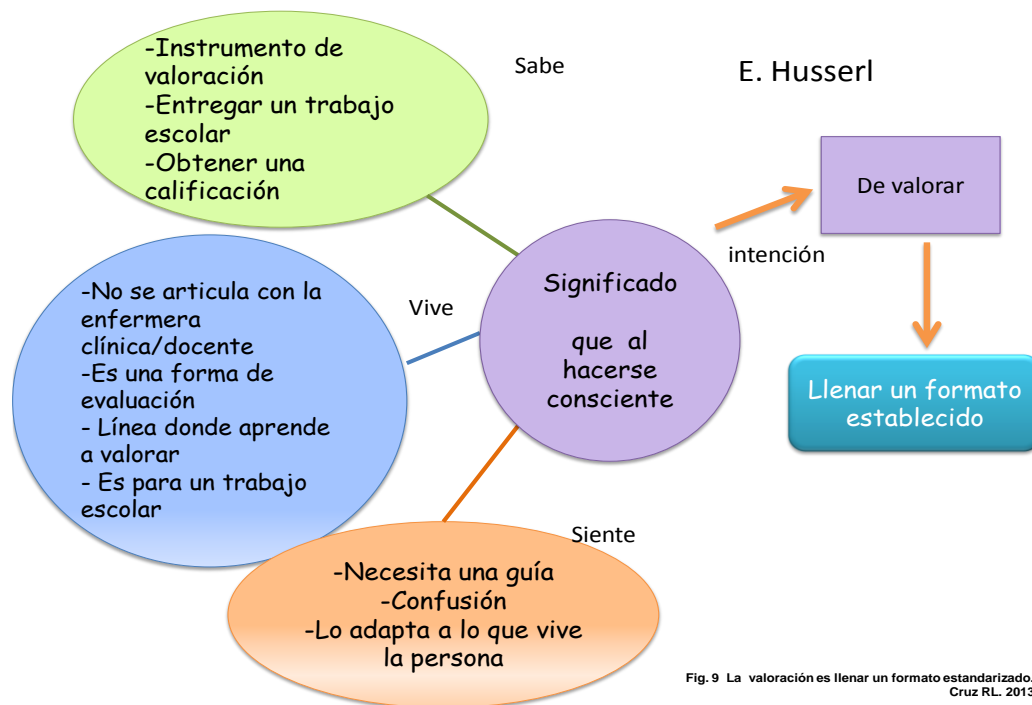 -Instrumento de
valoración
-Entregar un trabajo
escolar
-Obtener una
calificación
Sabe
E. Husserl
De valorar
intención
Significado
que al
hacerse
consciente
Vive
-No se articula con la
enfermera
clínica/docente
-Es una forma de
evaluación
- Línea donde aprende
a valorar
- Es para un trabajo
escolar
Llenar un formato
establecido
Siente
-Necesita una guía
-Confusión
-Lo adapta a lo que vive
la persona
Fig. 9 La valoración es llenar un formato estandarizado.
Cruz RL. 2013